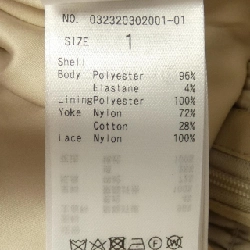 NO. 032320302001-01
SIZE 1
Shell
Body Polyester 96%
Elastane 4%
Lining Polyester 100%
Yoke Nylon 72%
Cotton 28%
Lace Nylon 100%